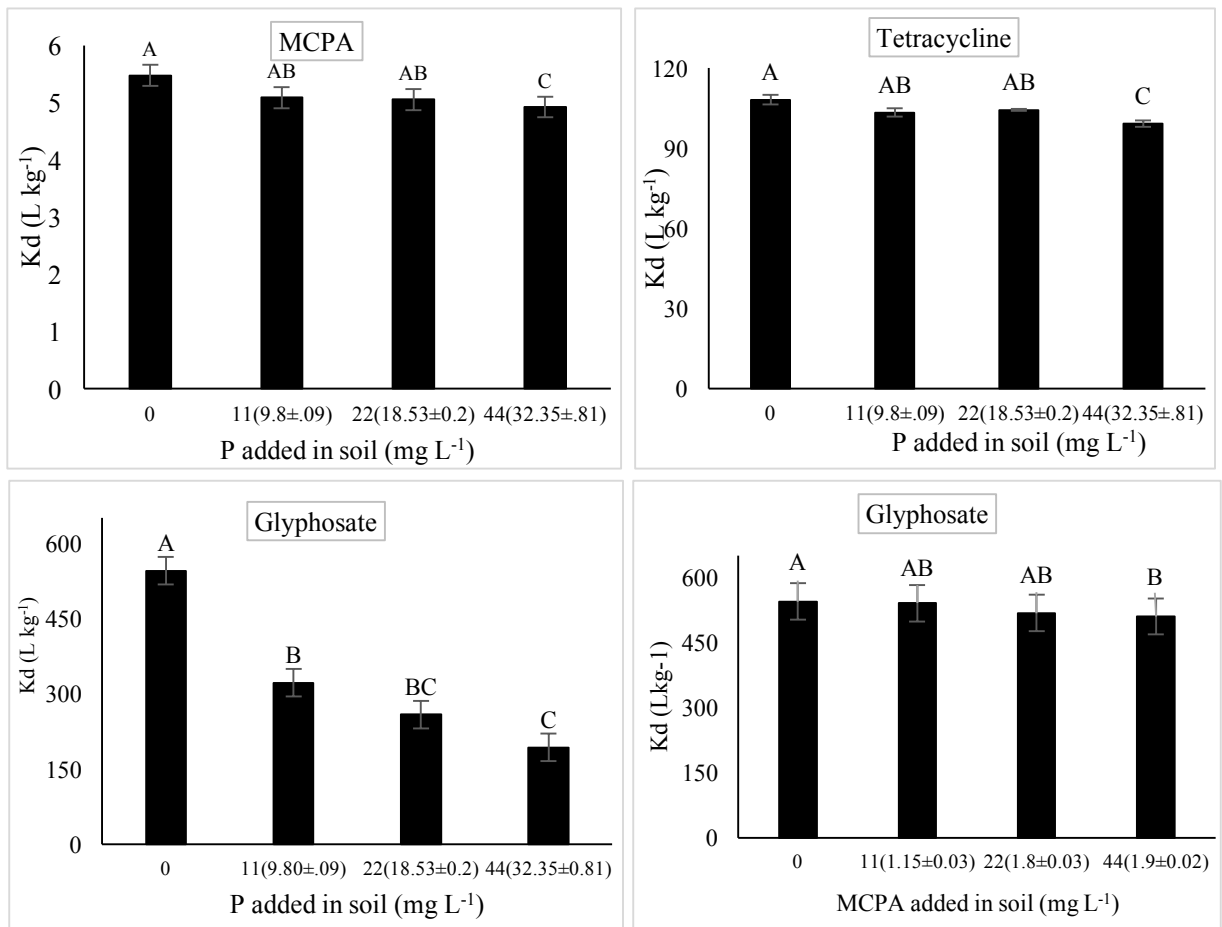 MCPA
6
5
4
3
2
1
0
A
AB
AB
C
Kd (L kg-1)
0
11(9.8±.09)
22(18.53±0.2)
44(32.35±.81)
P added in soil (mg L-1)
Tetracycline
120
90
60
30
0
A
AB
AB
C
Kd (L kg-1)
0
11(9.8±.09)
22(18.53±0.2)
44(32.35±.81)
P added in soil (mg L-1)
Glyphosate
600
450
300
150
0
A
B
BC
C
Kd (L kg-1)
0
11(9.80±.09)
22(18.53±0.2)
44(32.35±0.81)
P added in soil (mg L-1)
Glyphosate
600
450
300
150
0
A
AB
AB
B
Kd (Lkg-1)
0
11(1.15±0.03)
22(1.8±0.03)
44(1.9±0.02)
MCPA added in soil (mg L-1)